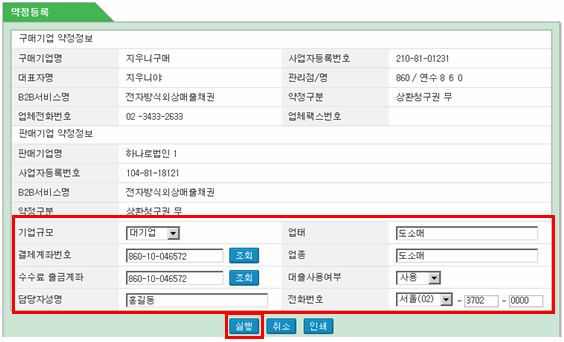 약정등록
구매기업 약정정보
구매기업명 지우니구매 사업자등록번호 210-81-01231
대표자명 지우니야 관리점/명 860 / 연수 8 6 0
B2B서비스명 전자방식외상매출채권 약정구분 상환청구권 무
업체전화번호 02 -3433-2633 업체팩스번호
판매기업 약정정보
판매기업명 하나로법인 1
사업자등록번호 104-81-18121
B2B서비스명 전자방식외상매출채권
약정구분 상환청구권 무
기업규모 대기업 업태 도소매
결제계좌번호 860-10-046572 조회 업종 도소매
수수료 출금계좌 860-10-046572 조회 대출사용여부 사용
담당자성명 홍길동 전화번호 서울(02) - 3702 - 0000
실행 취소 인쇄